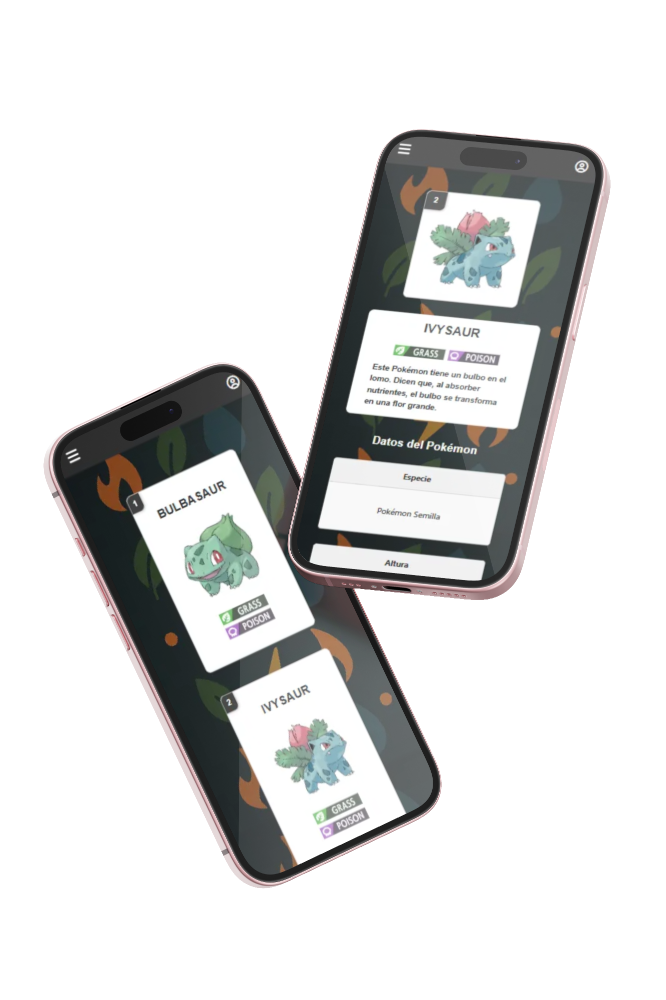 2
IVYSAUR
GRASS POISON
Este Pokémon tiene un bulbo en el
lomo. Dicen que, al absorber
nutrientes, el bulbo se transforma
en una flor grande.
Datos del Pokémon
Especie
Pokémon Semilla
Altura
1
BULBASAUR
GRASS
POISON
2
IVYSAUR
GRASS
POISON